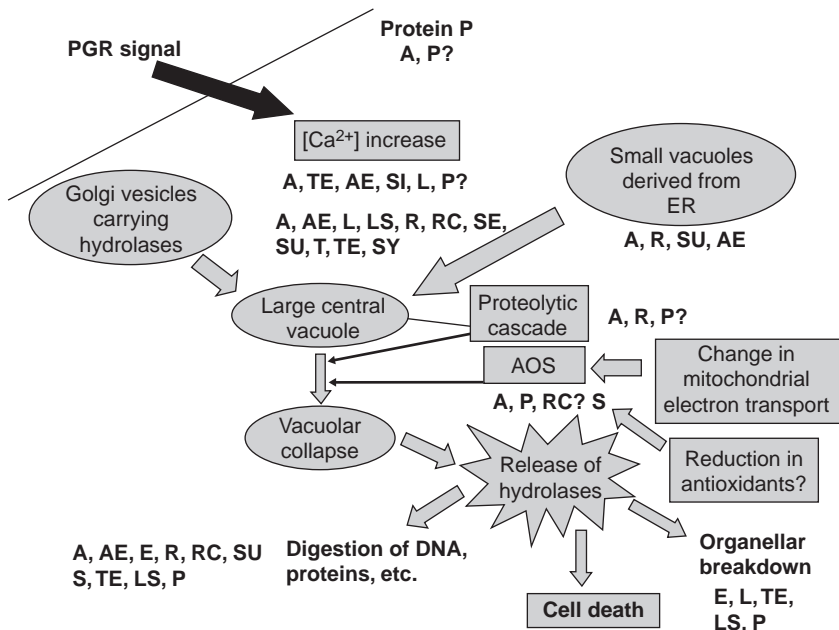 Protein P
A, P?
PGR signal
[Ca²⁺] increase
A, TE, AE, SI, L, P?
Small vacuoles
derived from
ER
A, R, SU, AE
Golgi vesicles
carrying
hydrolases
A, AE, L, LS, R, RC, SE,
SU, T, TE, SY
Large central
vacuole
Proteolytic
cascade
A, R, P?
AOS
A, P, RC? S
Change in
mitochondrial
electron transport
Vacuolar
collapse
Release of
hydrolases
Reduction in
antioxidants?
A, AE, E, R, RC, SU
S, TE, LS, P
Digestion of DNA,
proteins, etc.
Organellar
breakdown
E, L, TE,
LS, P
Cell death